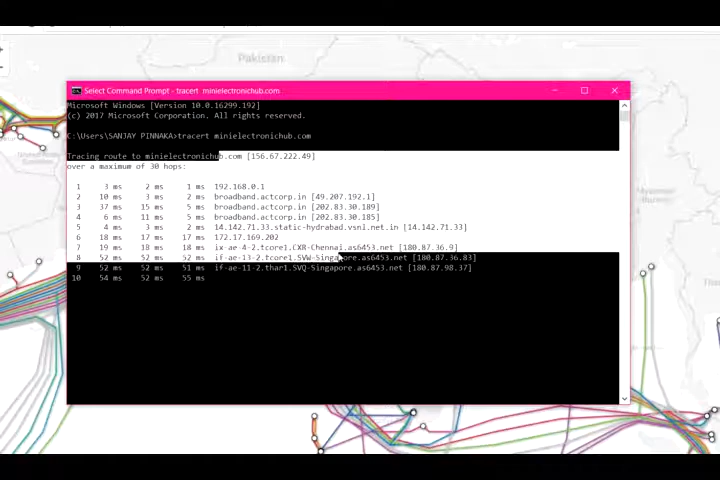 Pakistan
Select Command Prompt - tracert minielectronichub.com
Microsoft Windows [Version 10.0.16299.192]
(c) 2017 Microsoft Corporation. All rights reserved.
C:\Users\SANJAY PINNAKA>tracert minielectronichub.com
Tracing route to minielectronichub.com [156.67.222.49]
over a maximum of 30 hops:
1 3 ms 2 ms 1 ms 192.168.0.1
2 10 ms 3 ms 2 ms broadband.actcorp.in [49.207.192.1]
3 37 ms 15 ms 5 ms broadband.actcorp.in [202.83.30.189]
4 6 ms 11 ms 5 ms broadband.actcorp.in [202.83.30.185]
5 4 ms 3 ms 2 ms 14.142.71.33.static-hydrabad.vsnl.net.in [14.142.71.33]
6 18 ms 17 ms 17 ms 172.17.169.202
7 19 ms 18 ms 18 ms ix-ae-4-2.tcore1.CXR-Chennai.as6453.net [180.87.36.9]
8 52 ms 52 ms 52 ms if-ae-13-2.tcore1.SVW-Singapore.as6453.net [180.87.36.83]
9 52 ms 52 ms 51 ms if-ae-11-2.thar1.SVQ-Singapore.as6453.net [180.87.98.37]
10 54 ms 52 ms 55 ms